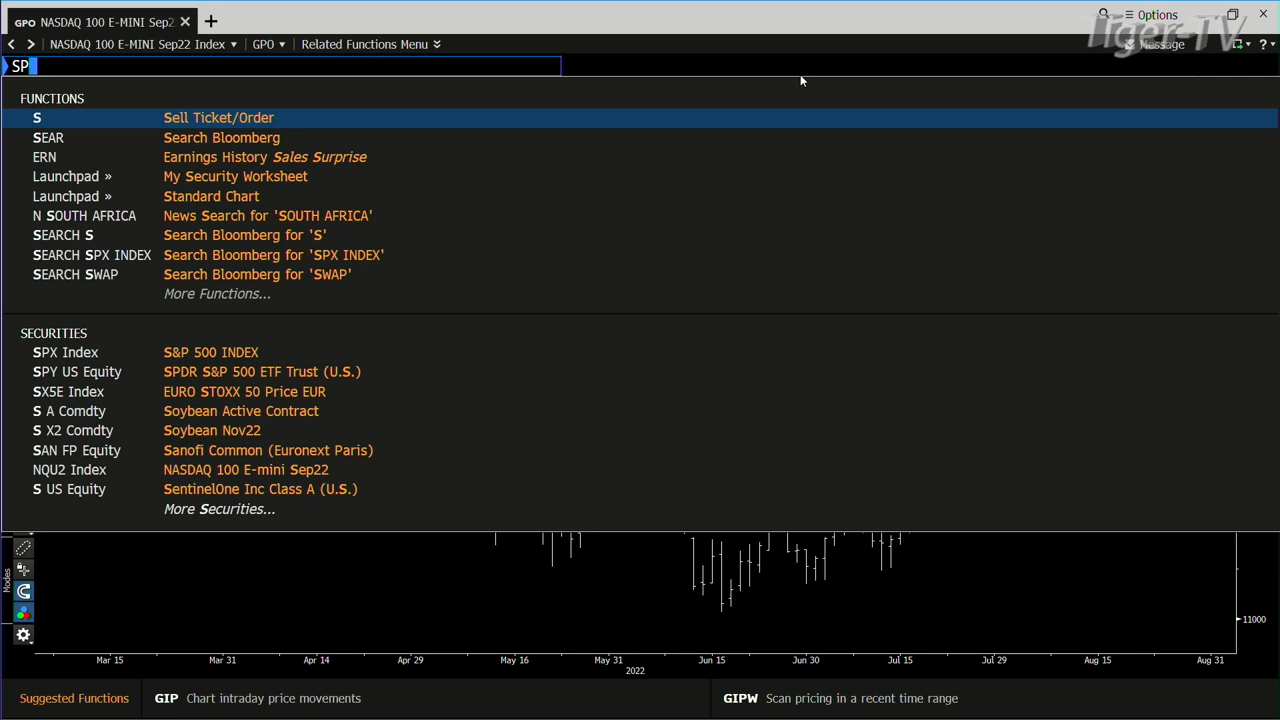 GPO NASDAQ 100 E-MINI Sep2
Options
NASDAQ 100 E-MINI Sep22 Index GPO Related Functions Menu Message ?
Tiger-TV
SP
FUNCTIONS
S Sell Ticket/Order
SEAR Search Bloomberg
ERN Earnings History Sales Surprise
Launchpad » My Security Worksheet
Launchpad » Standard Chart
N SOUTH AFRICA News Search for 'SOUTH AFRICA'
SEARCH S Search Bloomberg for 'S'
SEARCH SPX INDEX Search Bloomberg for 'SPX INDEX'
SEARCH SWAP Search Bloomberg for 'SWAP'
More Functions...
SECURITIES
SPX Index S&P 500 INDEX
SPY US Equity SPDR S&P 500 ETF Trust (U.S.)
SX5E Index EURO STOXX 50 Price EUR
S A Comdty Soybean Active Contract
S X2 Comdty Soybean Nov22
SAN FP Equity Sanofi Common (Euronext Paris)
NQU2 Index NASDAQ 100 E-mini Sep22
S US Equity SentinelOne Inc Class A (U.S.)
More Securities...
Modes
11000
Mar 15 Mar 31 Apr 14 Apr 29 May 16 May 31 Jun 15 Jun 30 Jul 15 Jul 29 Aug 15 Aug 31
2022
Suggested Functions GIP Chart intraday price movements GIPW Scan pricing in a recent time range